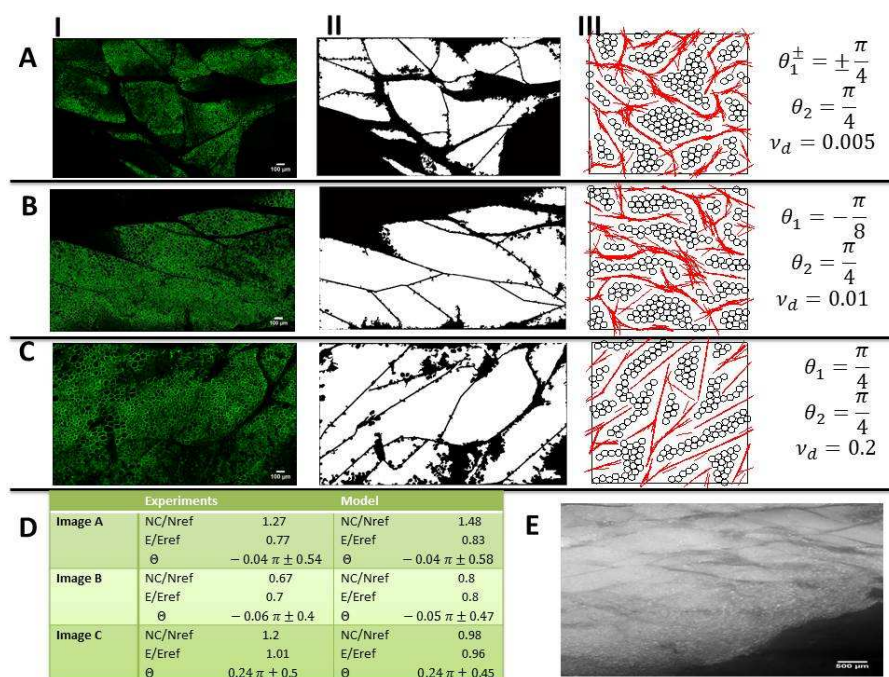 I II III
A
100 µm
θ₁± = ± π/4
θ₂ = π/4
ν_d = 0.005
B
100 µm
θ₁ = − π/8
θ₂ = π/4
ν_d = 0.01
C
100 µm
θ₁ = π/4
θ₂ = π/4
ν_d = 0.2
D
Experiments Model
Image A NC/Nref 1.27 NC/Nref 1.48
E/Eref 0.77 E/Eref 0.83
Θ − 0.04 π ± 0.54 Θ − 0.04 π ± 0.58
Image B NC/Nref 0.67 NC/Nref 0.8
E/Eref 0.7 E/Eref 0.8
Θ − 0.06 π ± 0.4 Θ − 0.05 π ± 0.47
Image C NC/Nref 1.2 NC/Nref 0.98
E/Eref 1.01 E/Eref 0.96
Θ 0.24 π ± 0.5 Θ 0.24 π ± 0.45
E
500 µm